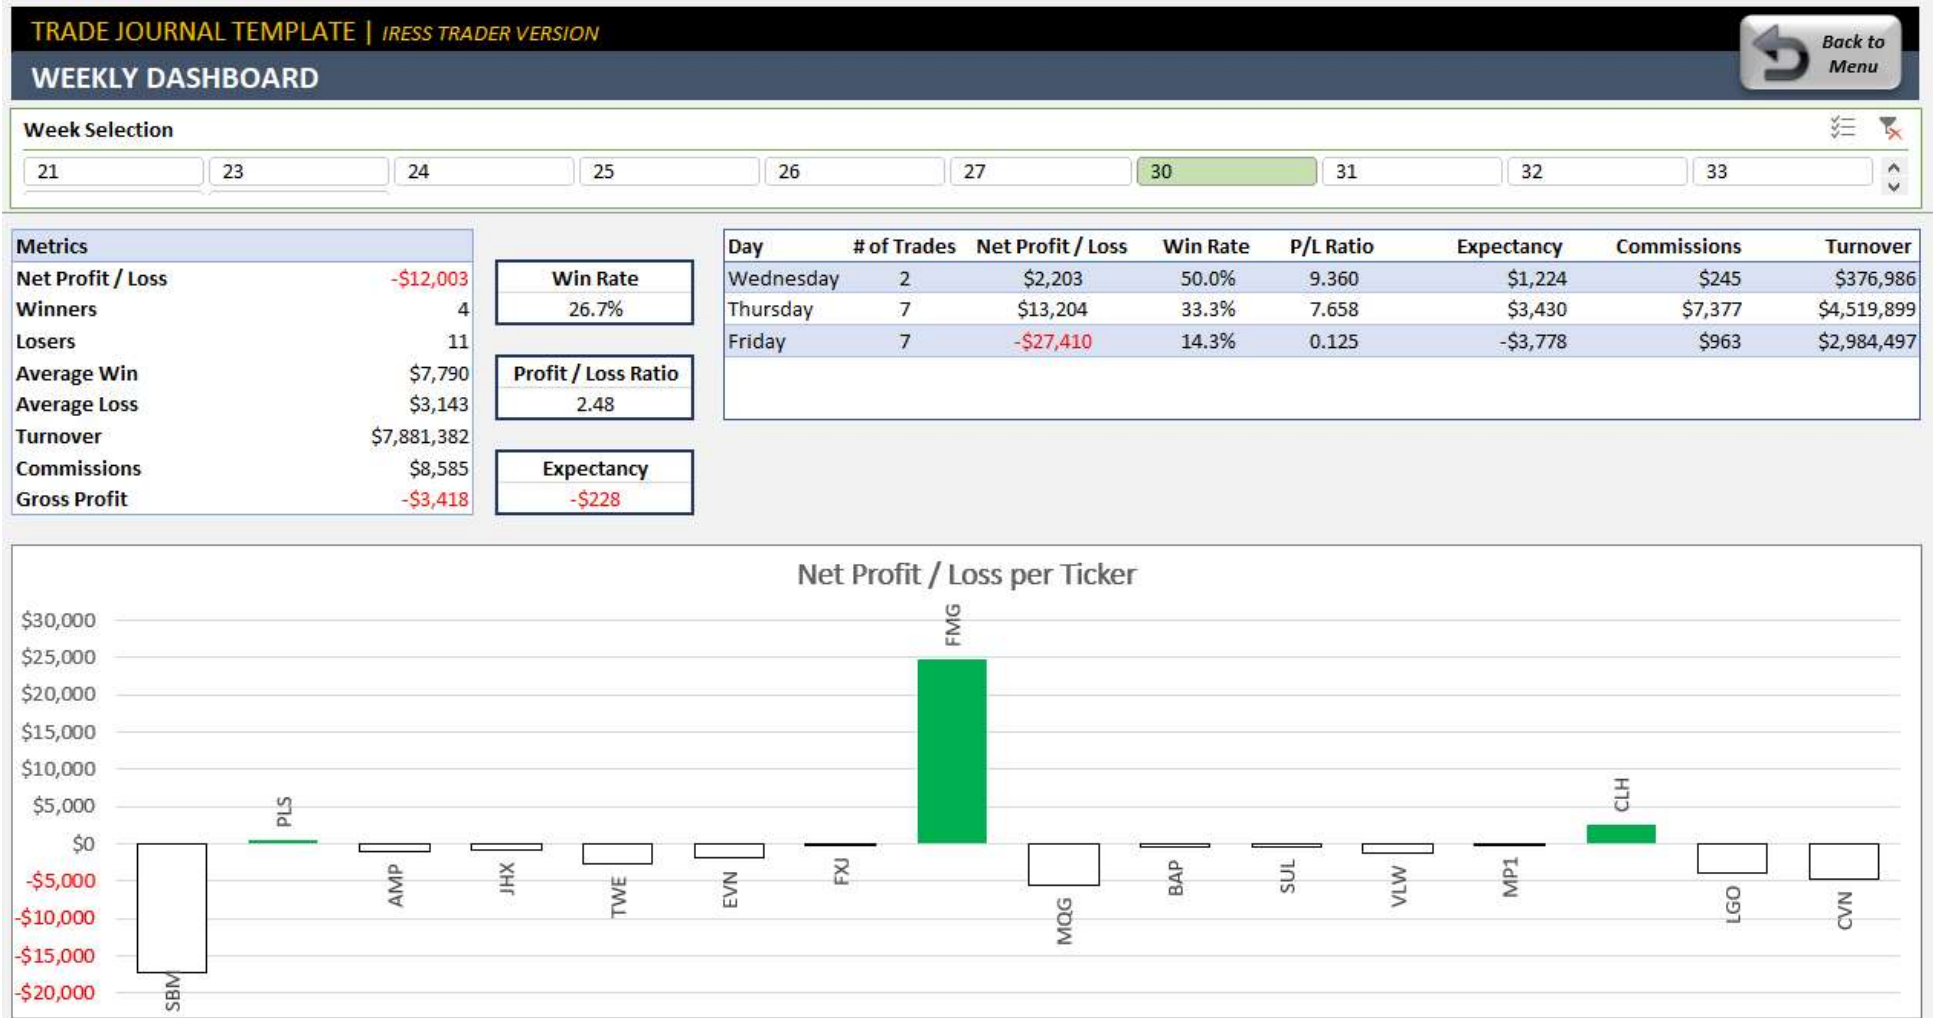 TRADE JOURNAL TEMPLATE | IRESS TRADER VERSION
Back to
Menu
WEEKLY DASHBOARD
Week Selection
21 23 24 25 26 27 30 31 32 33
Metrics
Net Profit / Loss -$12,003
Winners 4
Losers 11
Average Win $7,790
Average Loss $3,143
Turnover $7,881,382
Commissions $8,585
Gross Profit -$3,418
Win Rate
26.7%
Profit / Loss Ratio
2.48
Expectancy
-$228
Day # of Trades Net Profit / Loss Win Rate P/L Ratio Expectancy Commissions Turnover
Wednesday 2 $2,203 50.0% 9.360 $1,224 $245 $376,986
Thursday 7 $13,204 33.3% 7.658 $3,430 $7,377 $4,519,899
Friday 7 -$27,410 14.3% 0.125 -$3,778 $963 $2,984,497
Net Profit / Loss per Ticker
$30,000
$25,000
$20,000
$15,000
$10,000
$5,000
$0
-$5,000
-$10,000
-$15,000
-$20,000
SBM
PLS
AMP
JHX
TWE
EVN
FXJ
FMG
MQG
BAP
SUL
VLW
MP1
CLH
LGO
CVN